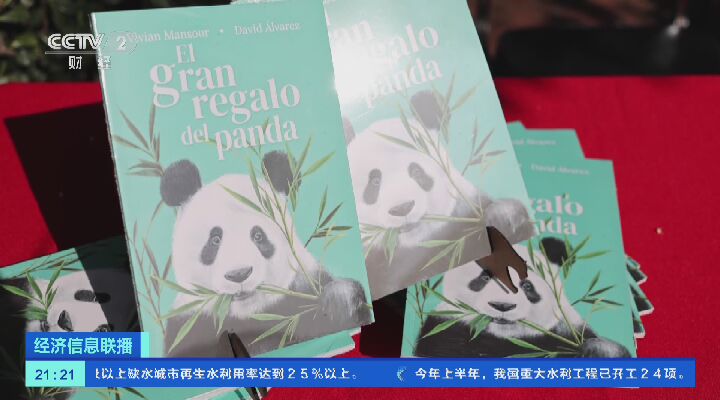 CCTV 2
财经
Vivian Mansour • David Álvarez
El
gran
regalo
del panda
an
regalo
panda
David Álvarez
galo
panda
经济信息联播
21:21
以上缺水城市再生水利用率达到25%以上。
今年上半年，我国重大水利工程已开工24项。